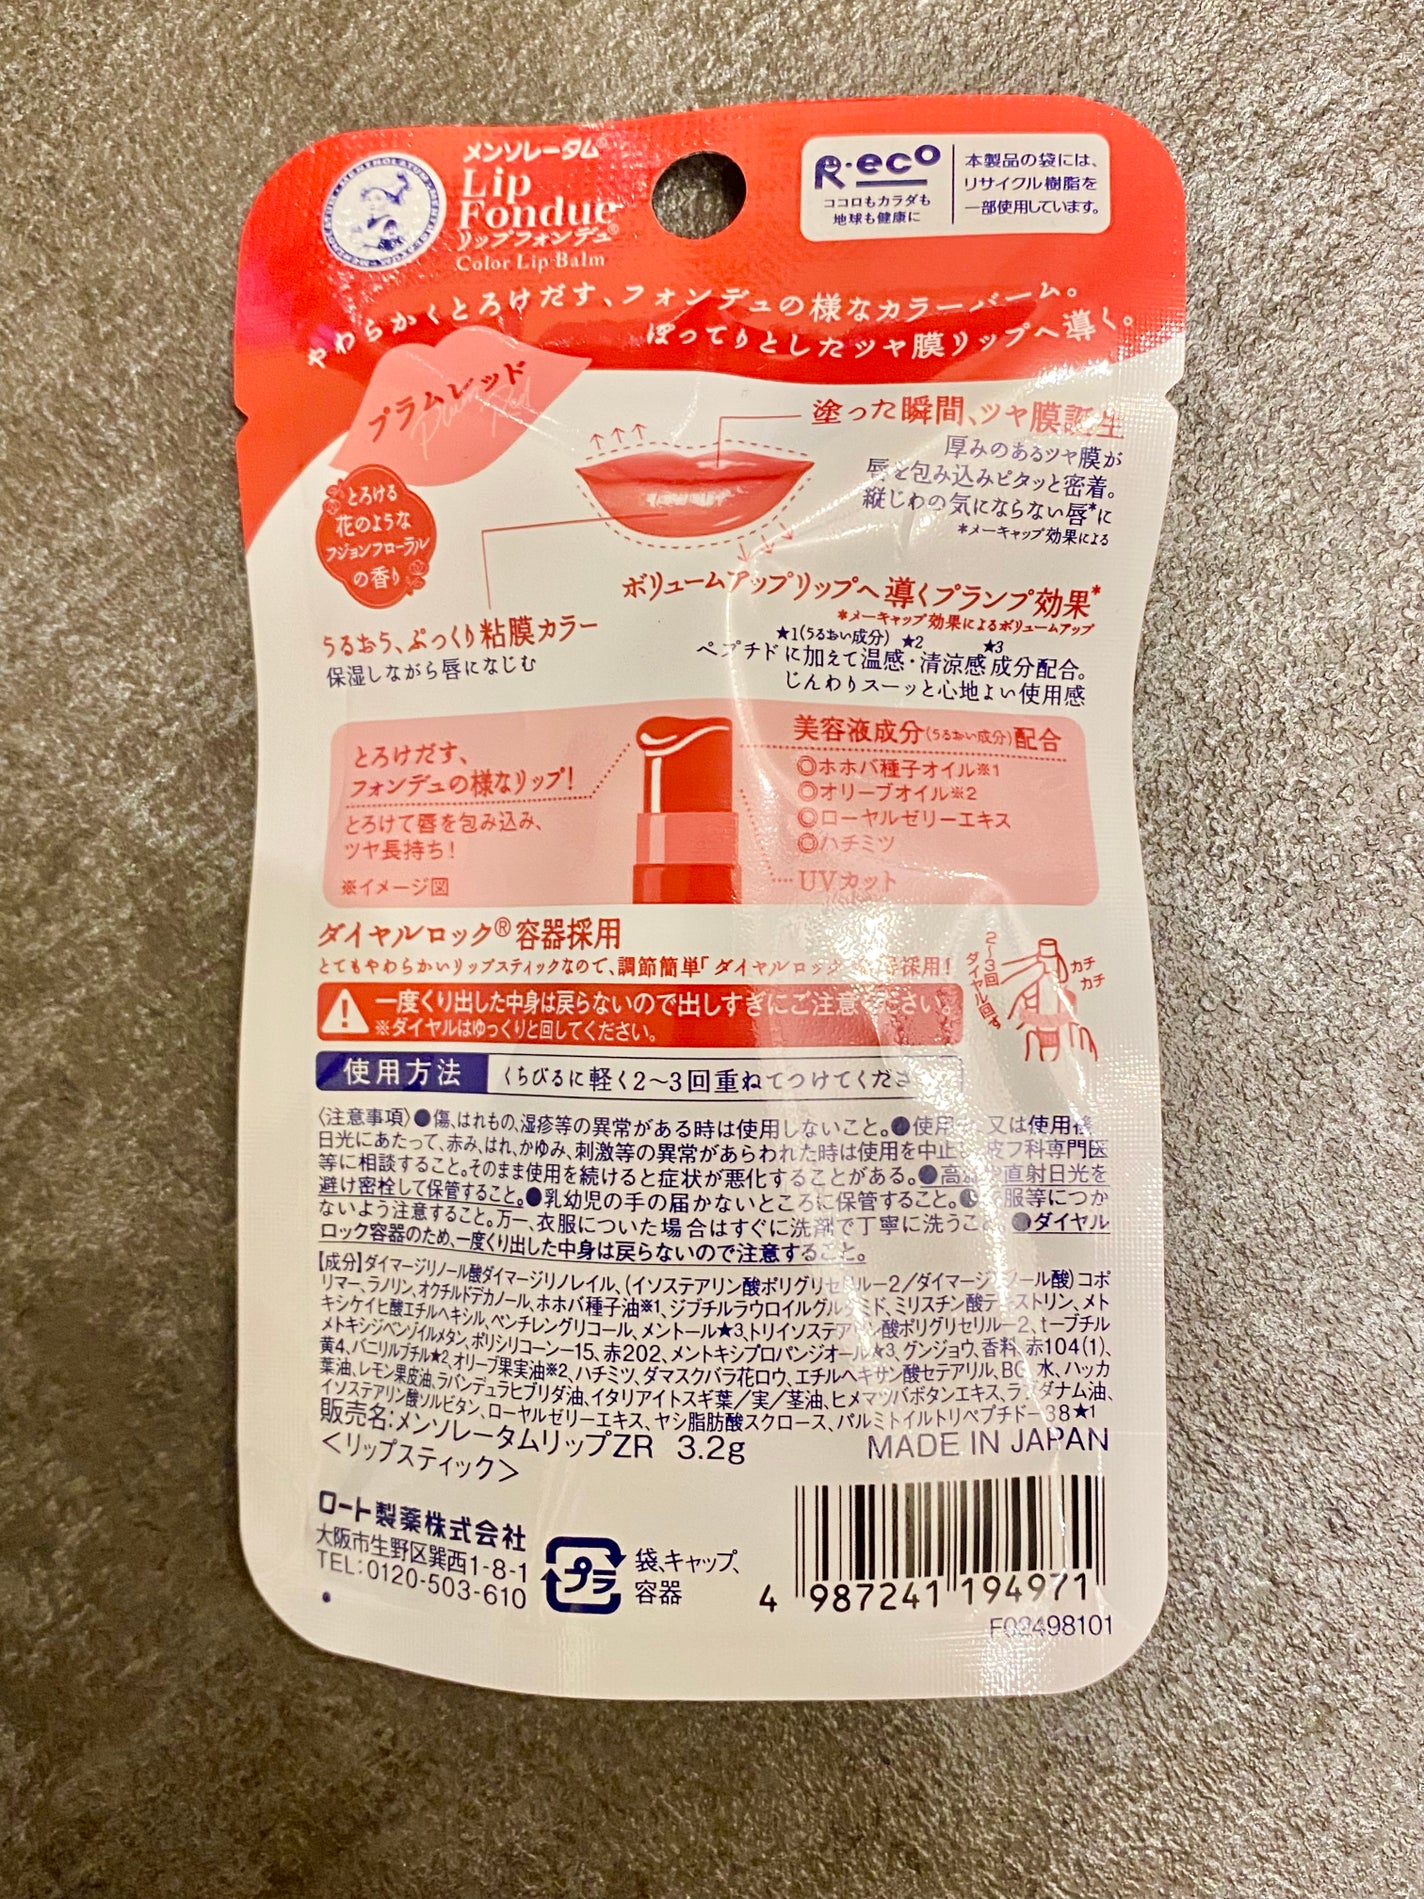 メンソレータム®
Lip
Fondue
リップフォンデュ®
Color Lip Balm
R・eco
ココロもカラダも
地球も健康に
本製品の袋には、
リサイクル樹脂を
一部使用しています。
やわらかくとろけだす、フォンデュの様なカラーバーム。
ぽってりとしたツヤ膜リップへ導く。
プラムレッド
Plum Red
とろける
花のような
フュジョンフローラル
の香り
塗った瞬間、ツヤ膜誕生
厚みのあるツヤ膜が
唇を包み込みピタッと密着。
縦じわの気にならない唇*に
*メーキャップ効果による
ボリュームアップリップへ導くプランプ効果*
*メーキャップ効果によるボリュームアップ
うるおう、ぷっくり粘膜カラー
保湿しながら唇になじむ
★1(うるおい成分) ★2 ★3
ペプチドに加えて温感・清涼感成分配合。
じんわりスーッと心地よい使用感
とろけだす、
フォンデュの様なリップ!
とろけて唇を包み込み、
ツヤ長持ち!
※イメージ図
美容液成分(うるおい成分)配合
◎ホホバ種子オイル※1
◎オリーブオイル※2
◎ローヤルゼリーエキス
◎ハチミツ
UVカット
ダイヤルロック®容器採用
とてもやわらかいリップスティックなので、調節簡単「ダイヤルロック 採用!
2〜3回
ダイヤル回す
カチ
カチ
一度くり出した中身は戻らないので出しすぎにご注意ください。
※ダイヤルはゆっくりと回してください。
使用方法 くちびるに軽く2〜3回重ねてつけてくださ
〈注意事項〉●傷、はれもの、湿疹等の異常がある時は使用しないこと。●使用 又は使用後
日光にあたって、赤み、はれ、かゆみ、刺激等の異常があらわれた時は使用を中止 皮フ科専門医
等に相談すること。そのまま使用を続けると症状が悪化することがある。●高 直射日光を
避け密栓して保管すること。●乳幼児の手の届かないところに保管すること。● 服等につか
ないよう注意すること。万一、衣服についた場合はすぐに洗剤で丁寧に洗うこと。●ダイヤル
ロック容器のため、一度くり出した中身は戻らないので注意すること。
【成分】ダイマージリノール酸ダイマージリノレイル、(イソステアリン酸ポリグリセリル-2/ダイマージリノール酸)コポ
リマー、ラノリン、オクチルドデカノール、ホホバ種子油※1、ジブチルラウロイルグルタミド、ミリスチン酸デキストリン、メト
キシケイヒ酸エチルヘキシル、ペンチレングリコール、メントール★3、トリイソステアリン酸ポリグリセリル-2、t-ブチル
メトキシジベンゾイルメタン、ポリシリコーン-15、赤202、メントキシプロパンジオール★3、グンジョウ、香料、赤104(1)、
黄4、バニリルブチル★2、オリーブ果実油※2、ハチミツ、ダマスクバラ花ロウ、エチルヘキサン酸セテアリル、BG、水、ハッカ
葉油、レモン果皮油、ラバンデュラヒブリダ油、イタリアイトスギ葉/実/茎油、ヒメマツバボタンエキス、ラブダナム油、
イソステアリン酸ソルビタン、ローヤルゼリーエキス、ヤシ脂肪酸スクロース、パルミトイルトリペプチド-38★1
販売名:メンソレータムリップZR 3.2g
<リップスティック>
MADE IN JAPAN
ロート製薬株式会社
大阪市生野区巽西1-8-1
TEL:0120-503-610
プラ
袋、キャップ、
容器
4 987241 194971
F03498101